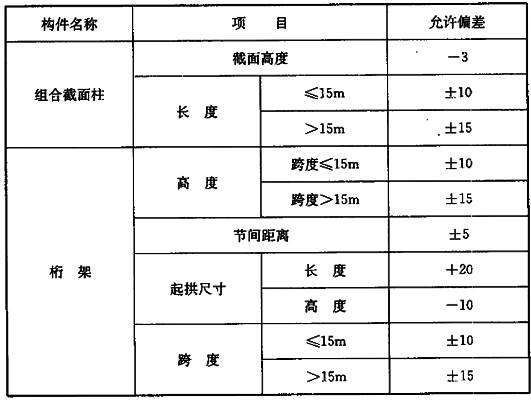 构件名称 项 目 允许偏差
组合截面柱 截面高度 －3
长 度 ≤15m ±10
>15m ±15
桁 架 高 度 跨度≤15m ±10
跨度>15m ±15
节间距离 ±5
起拱尺寸 长 度 +20
高 度 －10
跨 度 ≤15m ±10
>15m ±15